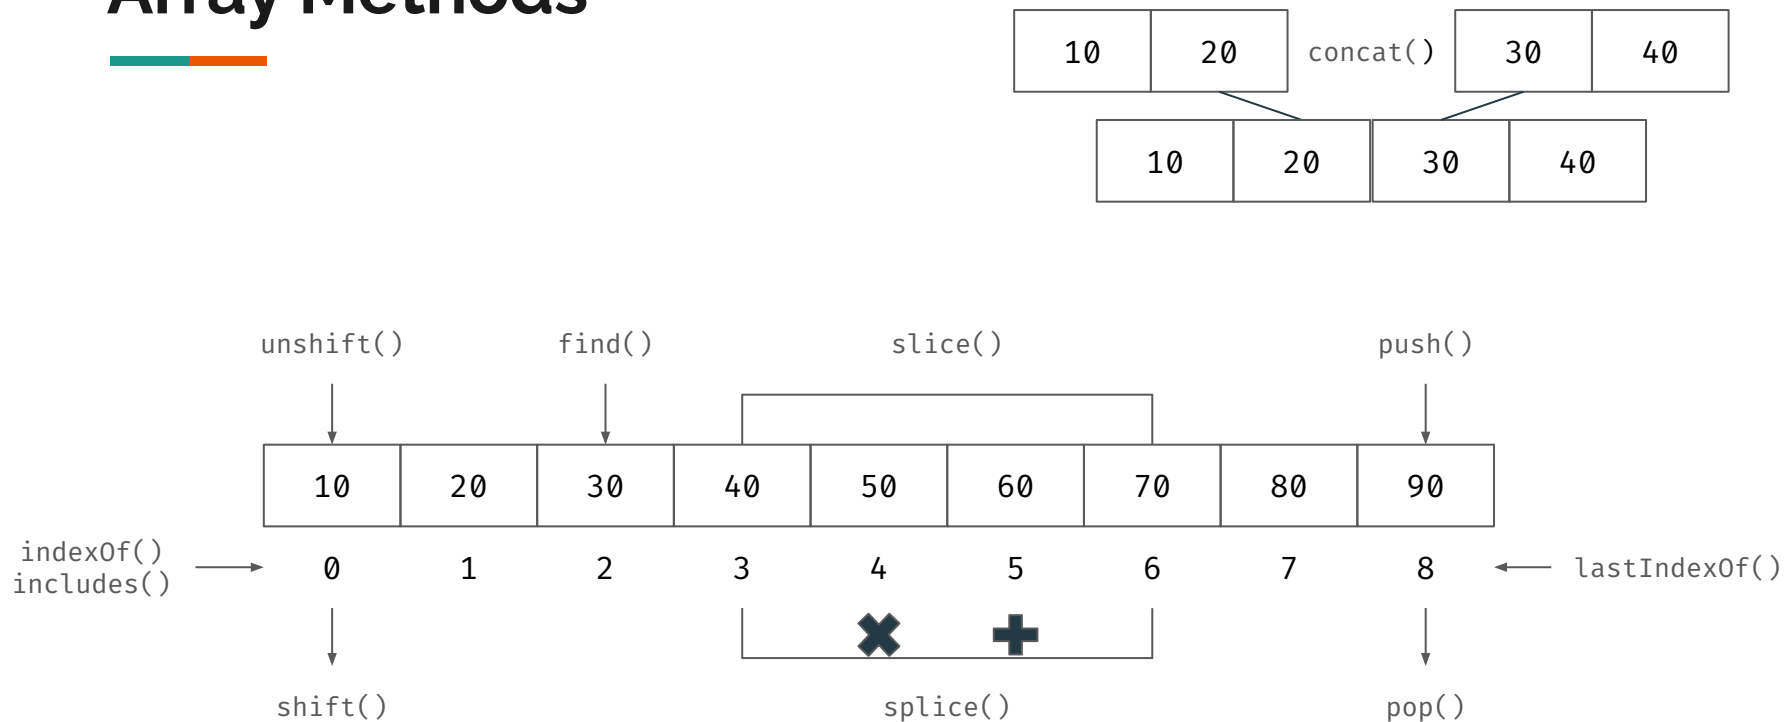 Array Methods
10 20 concat() 30 40
10 20 30 40
unshift() find() slice() push()
10 20 30 40 50 60 70 80 90
indexOf()
includes()
0 1 2 3 4 5 6 7 8
lastIndexOf()
shift() splice() pop()